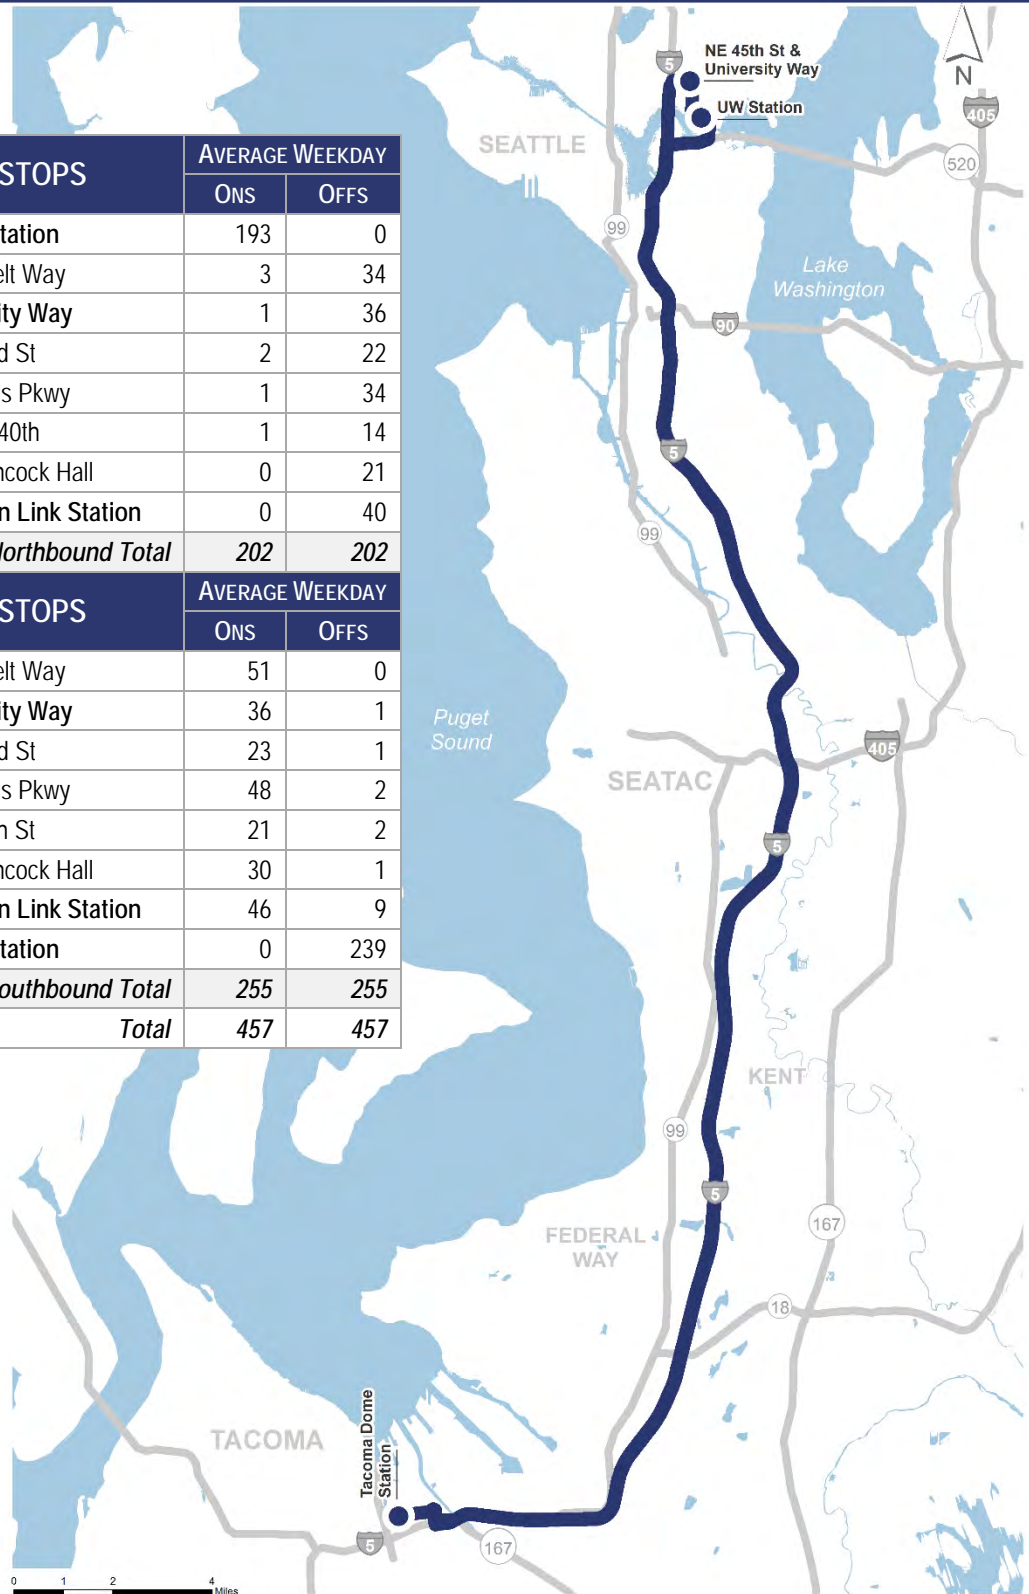 NE 45th St &
University Way
UW Station
N
5
405
520
SEATTLE
99
Lake
Washington
90
5
99
STOPS AVERAGE WEEKDAY
ONS OFFS
tation 193 0
elt Way 3 34
ity Way 1 36
d St 2 22
s Pkwy 1 34
40th 1 14
ncock Hall 0 21
n Link Station 0 40
Northbound Total 202 202
STOPS AVERAGE WEEKDAY
ONS OFFS
elt Way 51 0
ity Way 36 1
d St 23 1
s Pkwy 48 2
h St 21 2
ncock Hall 30 1
n Link Station 46 9
tation 0 239
outhbound Total 255 255
Total 457 457
Puget
Sound
405
SEATAC
5
KENT
99
5
167
FEDERAL
WAY
18
TACOMA
Tacoma Dome
Station
5
167
0 1 2 4
Miles